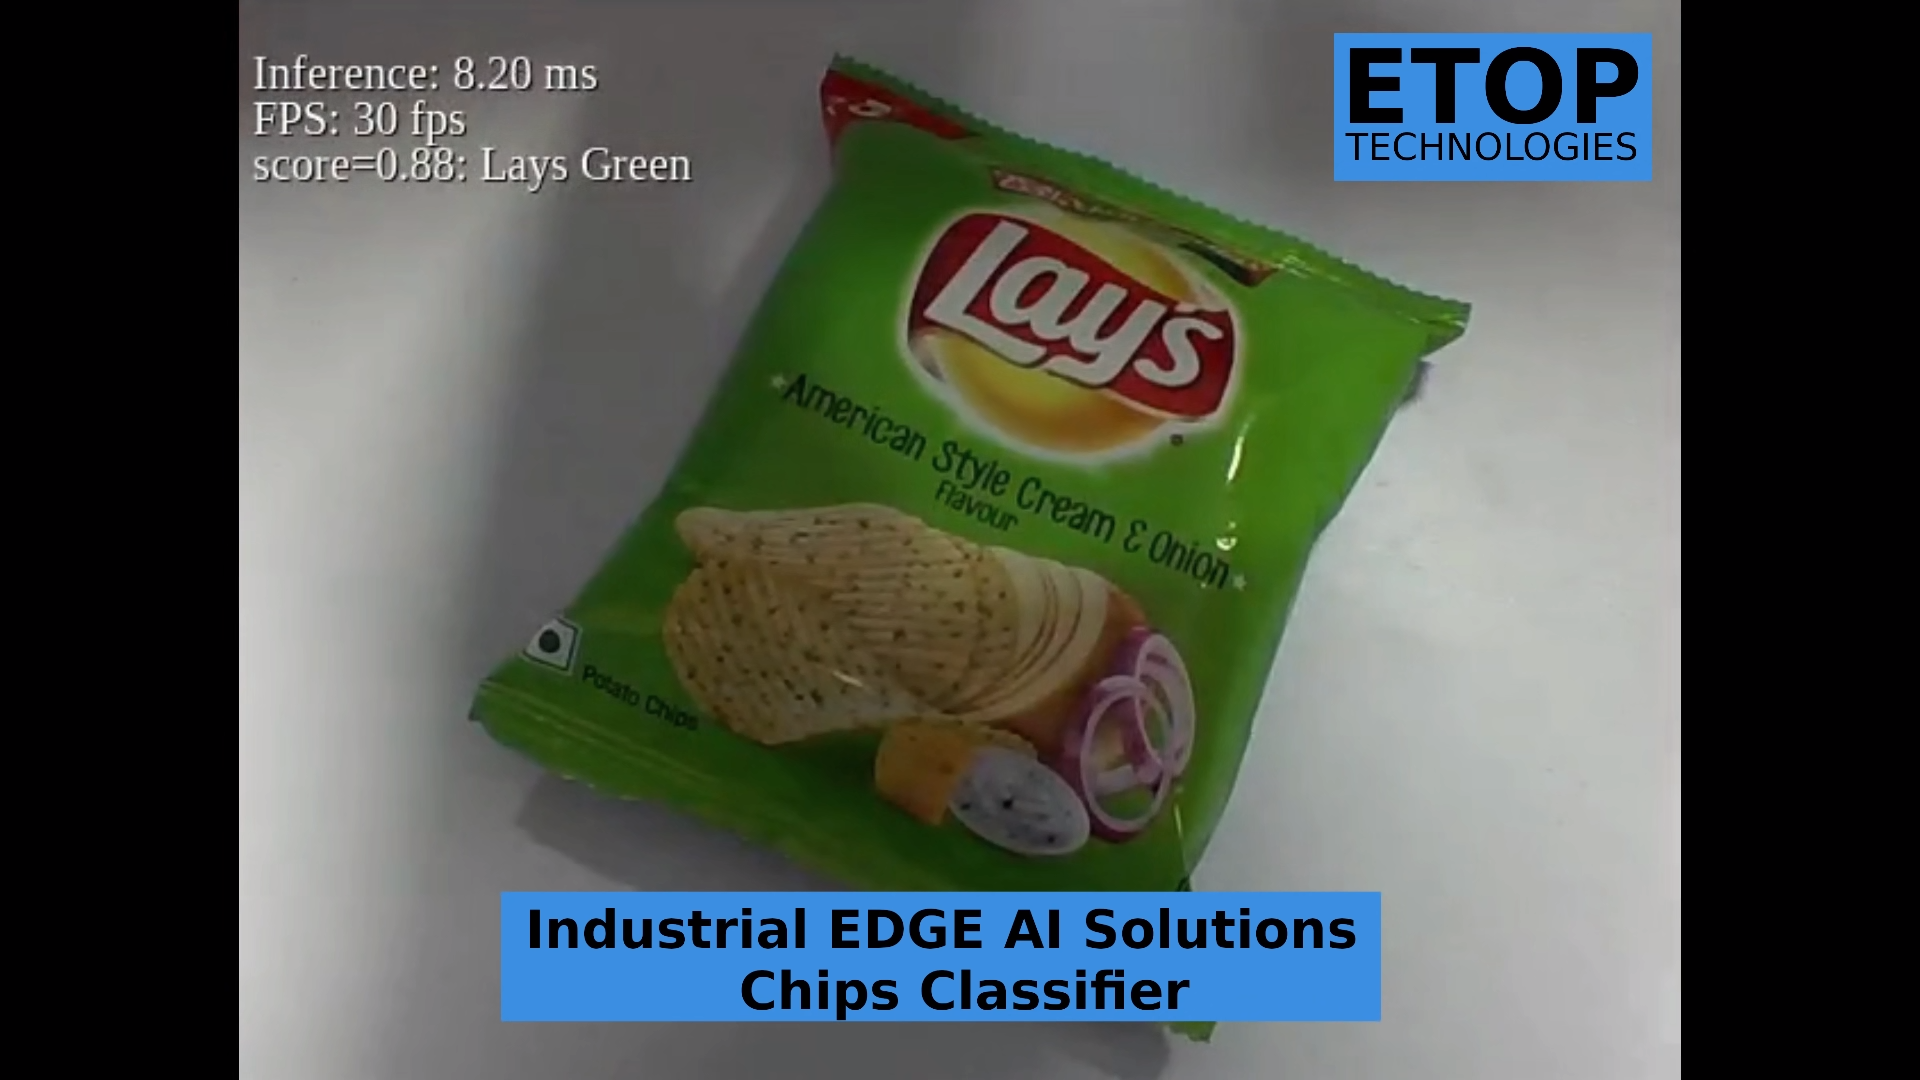 Inference: 8.20 ms
FPS: 30 fps
score=0.88: Lays Green
ETOP
TECHNOLOGIES
Lay's
American Style Cream & Onion
Flavour
Potato Chips
Industrial EDGE AI Solutions
Chips Classifier